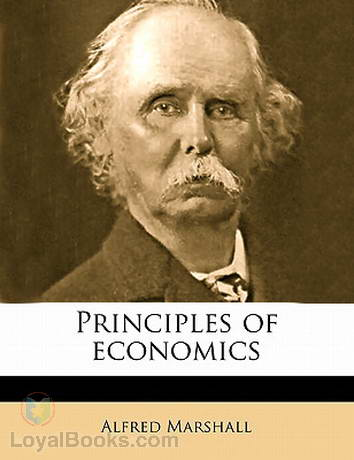 Principles of
economics
Alfred Marshall
LoyalBooks.com